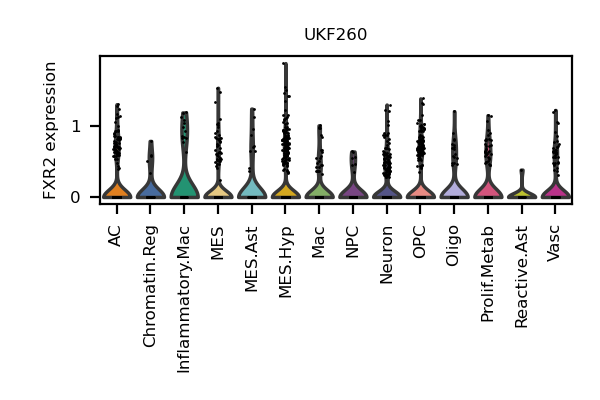 UKF260
FXR2 expression
1
0
AC
Chromatin.Reg
Inflammatory.Mac
MES
MES.Ast
MES.Hyp
Mac
NPC
Neuron
OPC
Oligo
Prolif.Metab
Reactive.Ast
Vasc